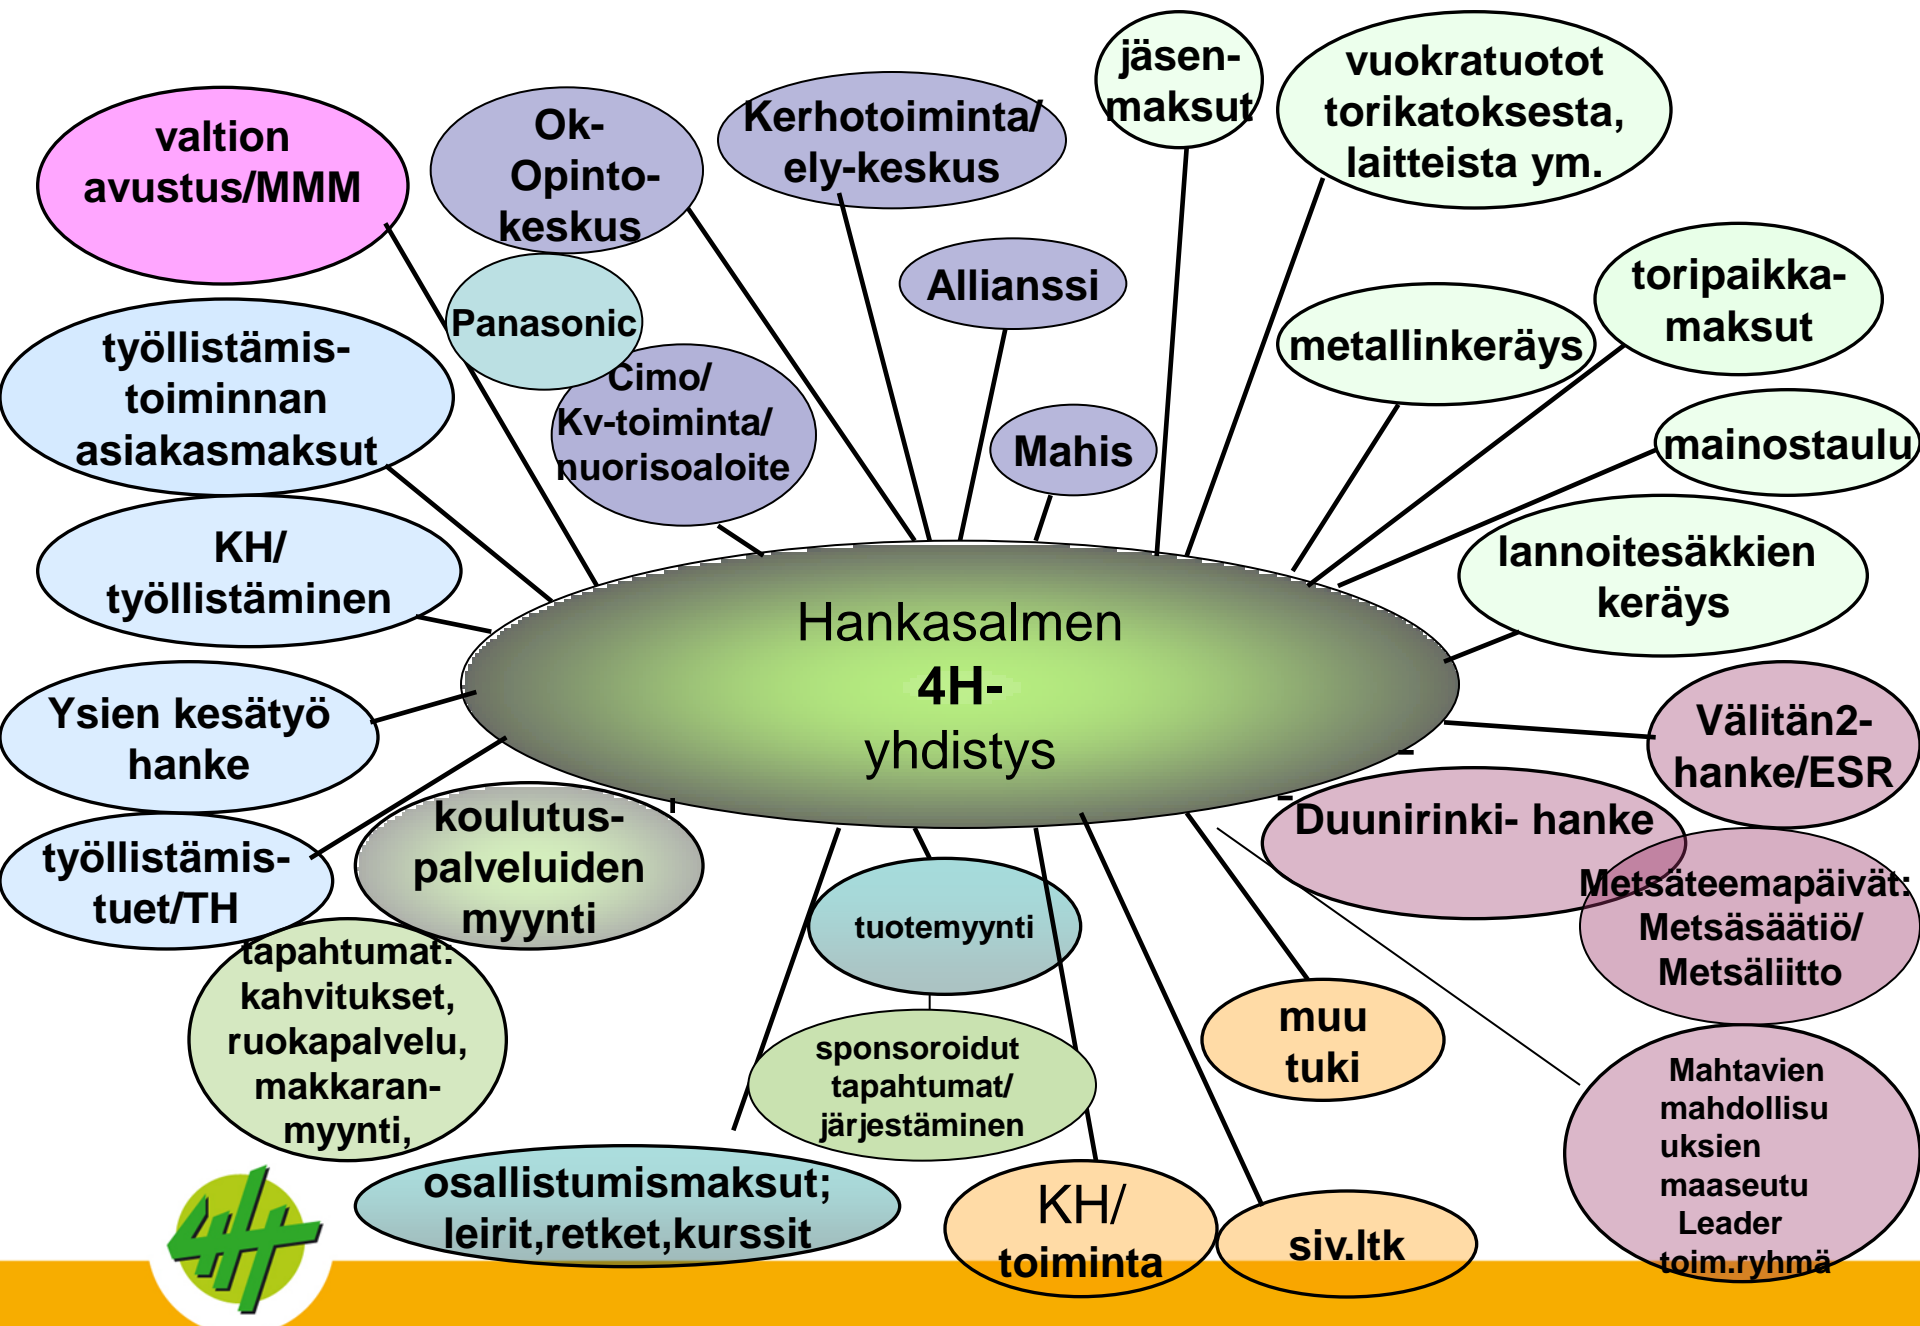 jäsen-
maksut
vuokratuotot
torikatoksesta,
laitteista ym.
Kerhotoiminta/
ely-keskus
Ok-
Opinto-
keskus
valtion
avustus/MMM
Allianssi
toripaikka-
maksut
Panasonic
metallinkeräys
työllistämis-
toiminnan
asiakasmaksut
Cimo/
Kv-toiminta/
nuorisoaloite
Mahis
mainostaulu
KH/
työllistäminen
lannoitesäkkien
keräys
Hankasalmen
4H-
yhdistys
Ysien kesätyö
hanke
Välitän2-
hanke/ESR
koulutus-
palveluiden
myynti
Duunirinki- hanke
työllistämis-
tuet/TH
Metsäteemapäivät:
Metsäsäätiö/
Metsäliitto
tuotemyynti
tapahtumat:
kahvitukset,
ruokapalvelu,
makkaran-
myynti,
muu
tuki
sponsoroidut
tapahtumat/
järjestäminen
Mahtavien
mahdollisu
uksien
maaseutu
Leader
toim.ryhmä
osallistumismaksut;
leirit,retket,kurssit
KH/
toiminta
siv.ltk
4H